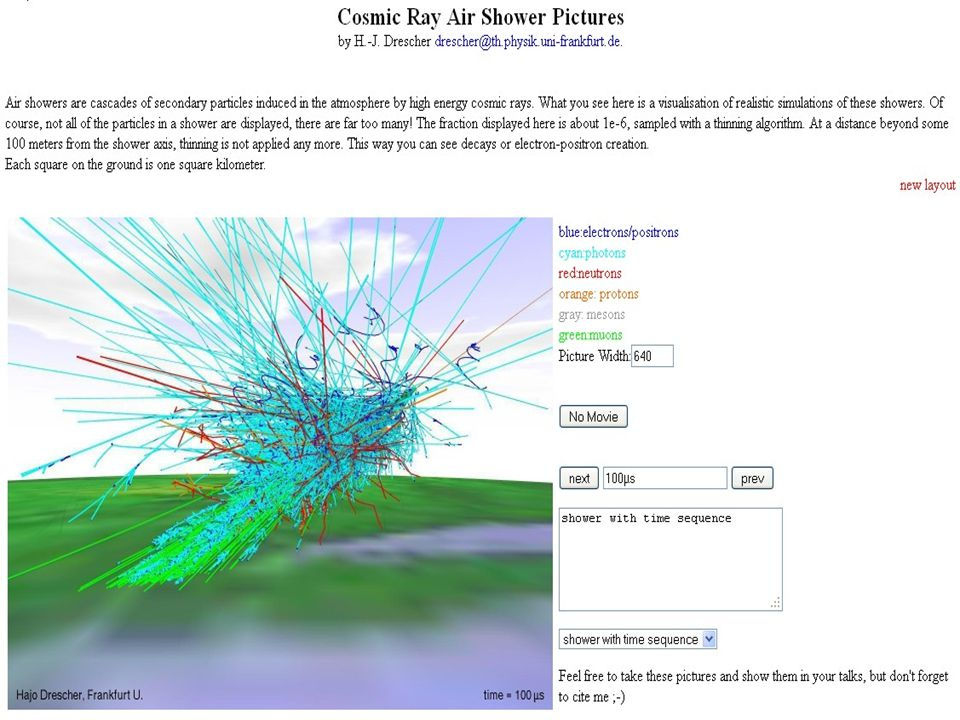 Cosmic Ray Air Shower Pictures
by H.-J. Drescher drescher@th.physik.uni-frankfurt.de.
Air showers are cascades of secondary particles induced in the atmosphere by high energy cosmic rays. What you see here is a visualisation of realistic simulations of these showers. Of
course, not all of the particles in a shower are displayed, there are far too many! The fraction displayed here is about 1e-6, sampled with a thinning algorithm. At a distance beyond some
100 meters from the shower axis, thinning is not applied any more. This way you can see decays or electron-positron creation.
Each square on the ground is one square kilometer.
new layout
blue:electrons/positrons
cyan:photons
red:neutrons
orange: protons
gray: mesons
green:muons
Picture Width: 640
No Movie
next 100µs prev
shower with time sequence
shower with time sequence
Feel free to take these pictures and show them in your talks, but don't forget
to cite me ;-)
Hajo Drescher, Frankfurt U. time = 100 µs